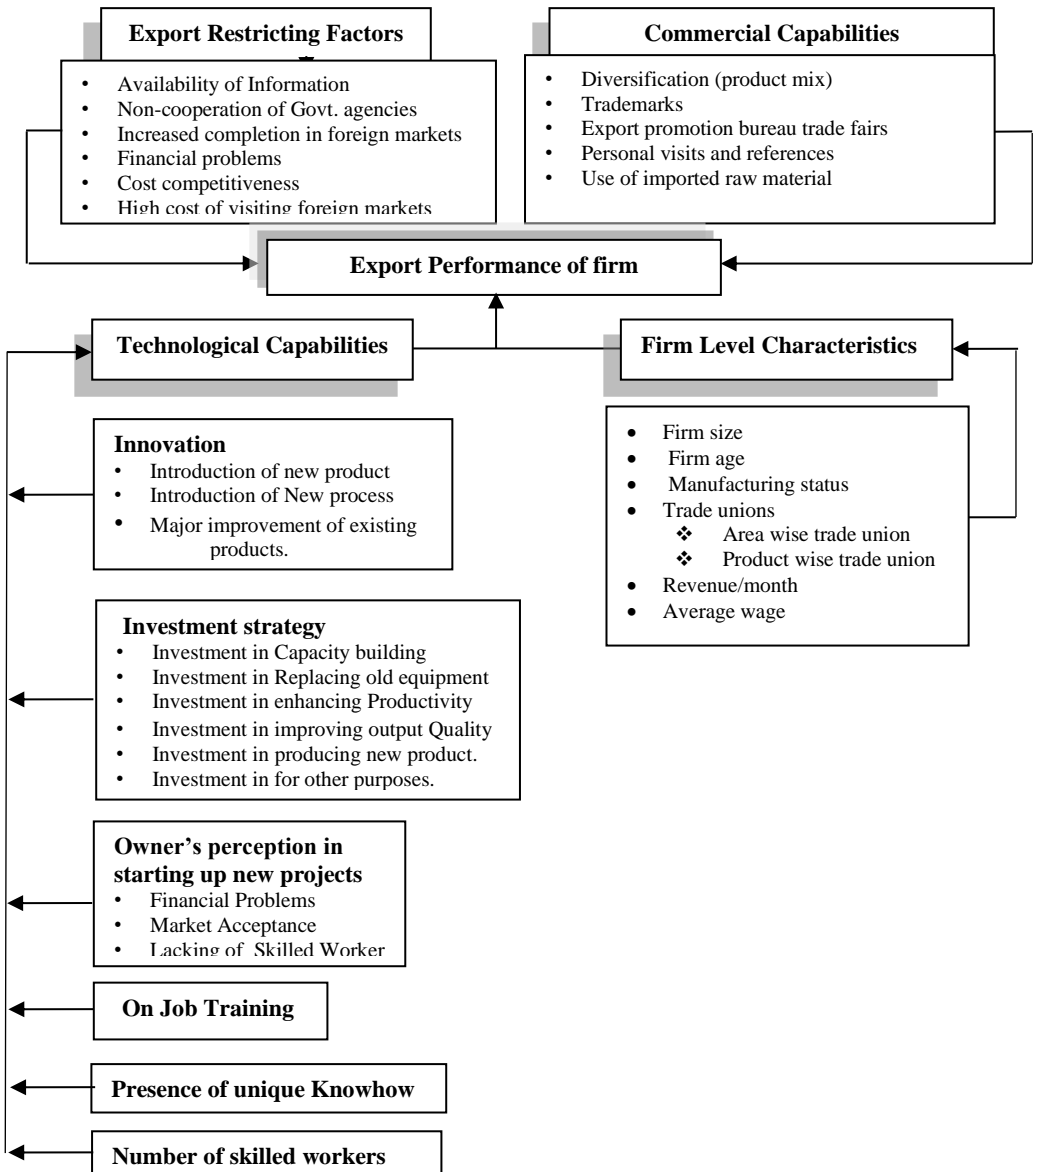 Export Restricting Factors
• Availability of Information
• Non-cooperation of Govt. agencies
• Increased completion in foreign markets
• Financial problems
• Cost competitiveness
• High cost of visiting foreign markets
Commercial Capabilities
• Diversification (product mix)
• Trademarks
• Export promotion bureau trade fairs
• Personal visits and references
• Use of imported raw material
Export Performance of firm
Technological Capabilities
Firm Level Characteristics
Innovation
• Introduction of new product
• Introduction of New process
• Major improvement of existing
products.
• Firm size
• Firm age
• Manufacturing status
• Trade unions
❖ Area wise trade union
❖ Product wise trade union
• Revenue/month
• Average wage
Investment strategy
• Investment in Capacity building
• Investment in Replacing old equipment
• Investment in enhancing Productivity
• Investment in improving output Quality
• Investment in producing new product.
• Investment in for other purposes.
Owner’s perception in
starting up new projects
• Financial Problems
• Market Acceptance
• Lacking of Skilled Worker
On Job Training
Presence of unique Knowhow
Number of skilled workers